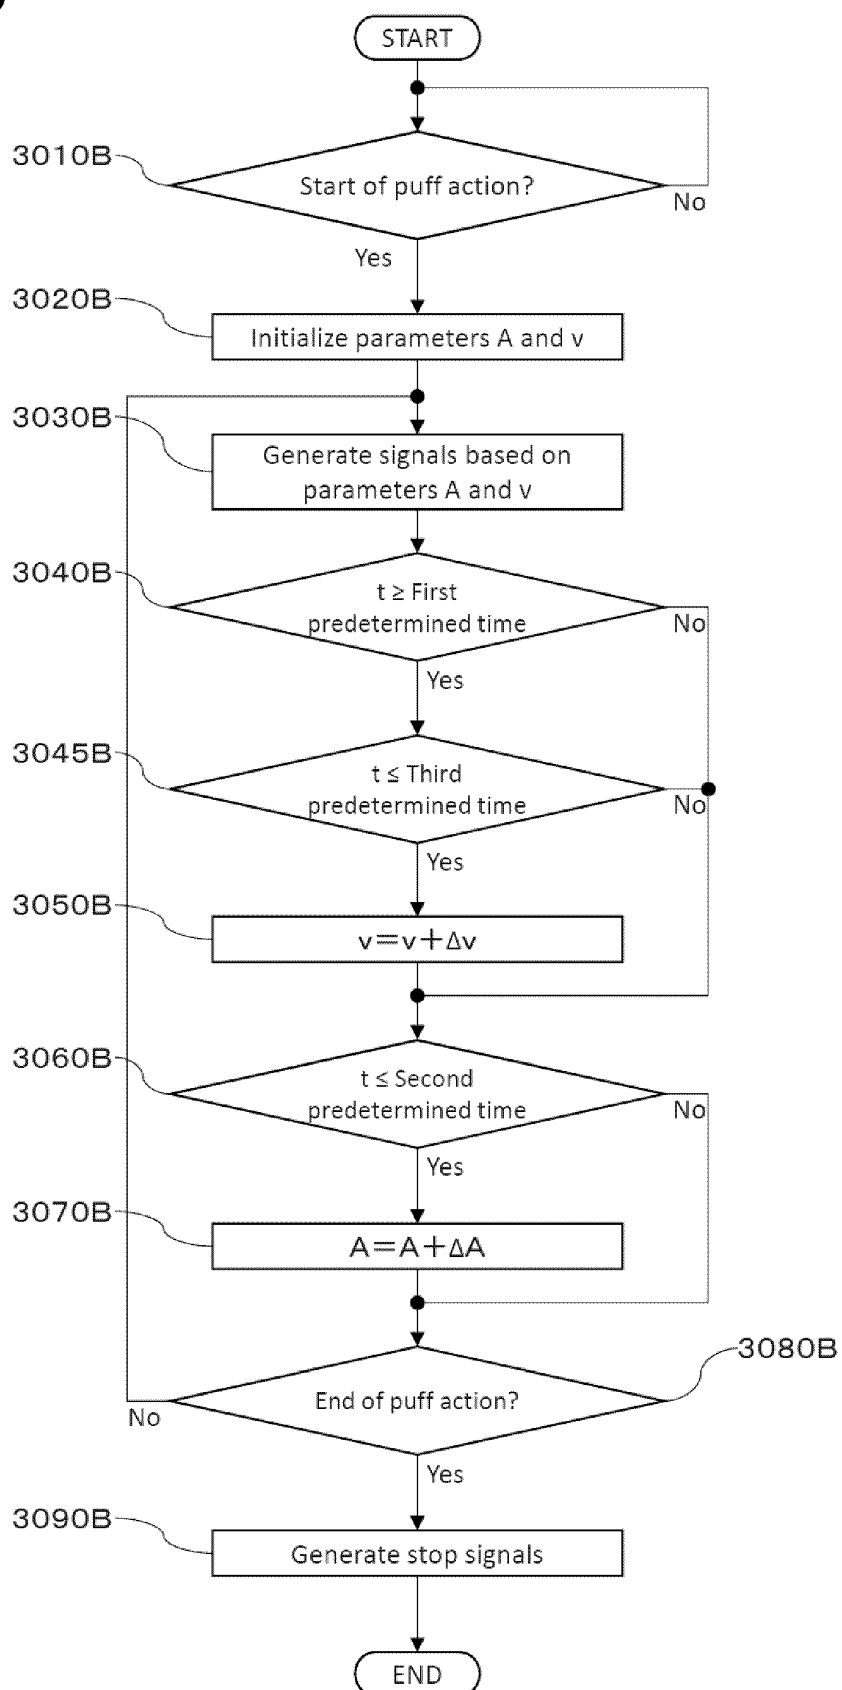 START
3010B
Start of puff action?
No
Yes
3020B
Initialize parameters A and v
3030B
Generate signals based on
parameters A and v
3040B
t ≥ First
predetermined time
No
Yes
3045B
t ≤ Third
predetermined time
No
Yes
3050B
v=v+Δv
3060B
t ≤ Second
predetermined time
No
Yes
3070B
A=A+ΔA
3080B
End of puff action?
No
Yes
3090B
Generate stop signals
END